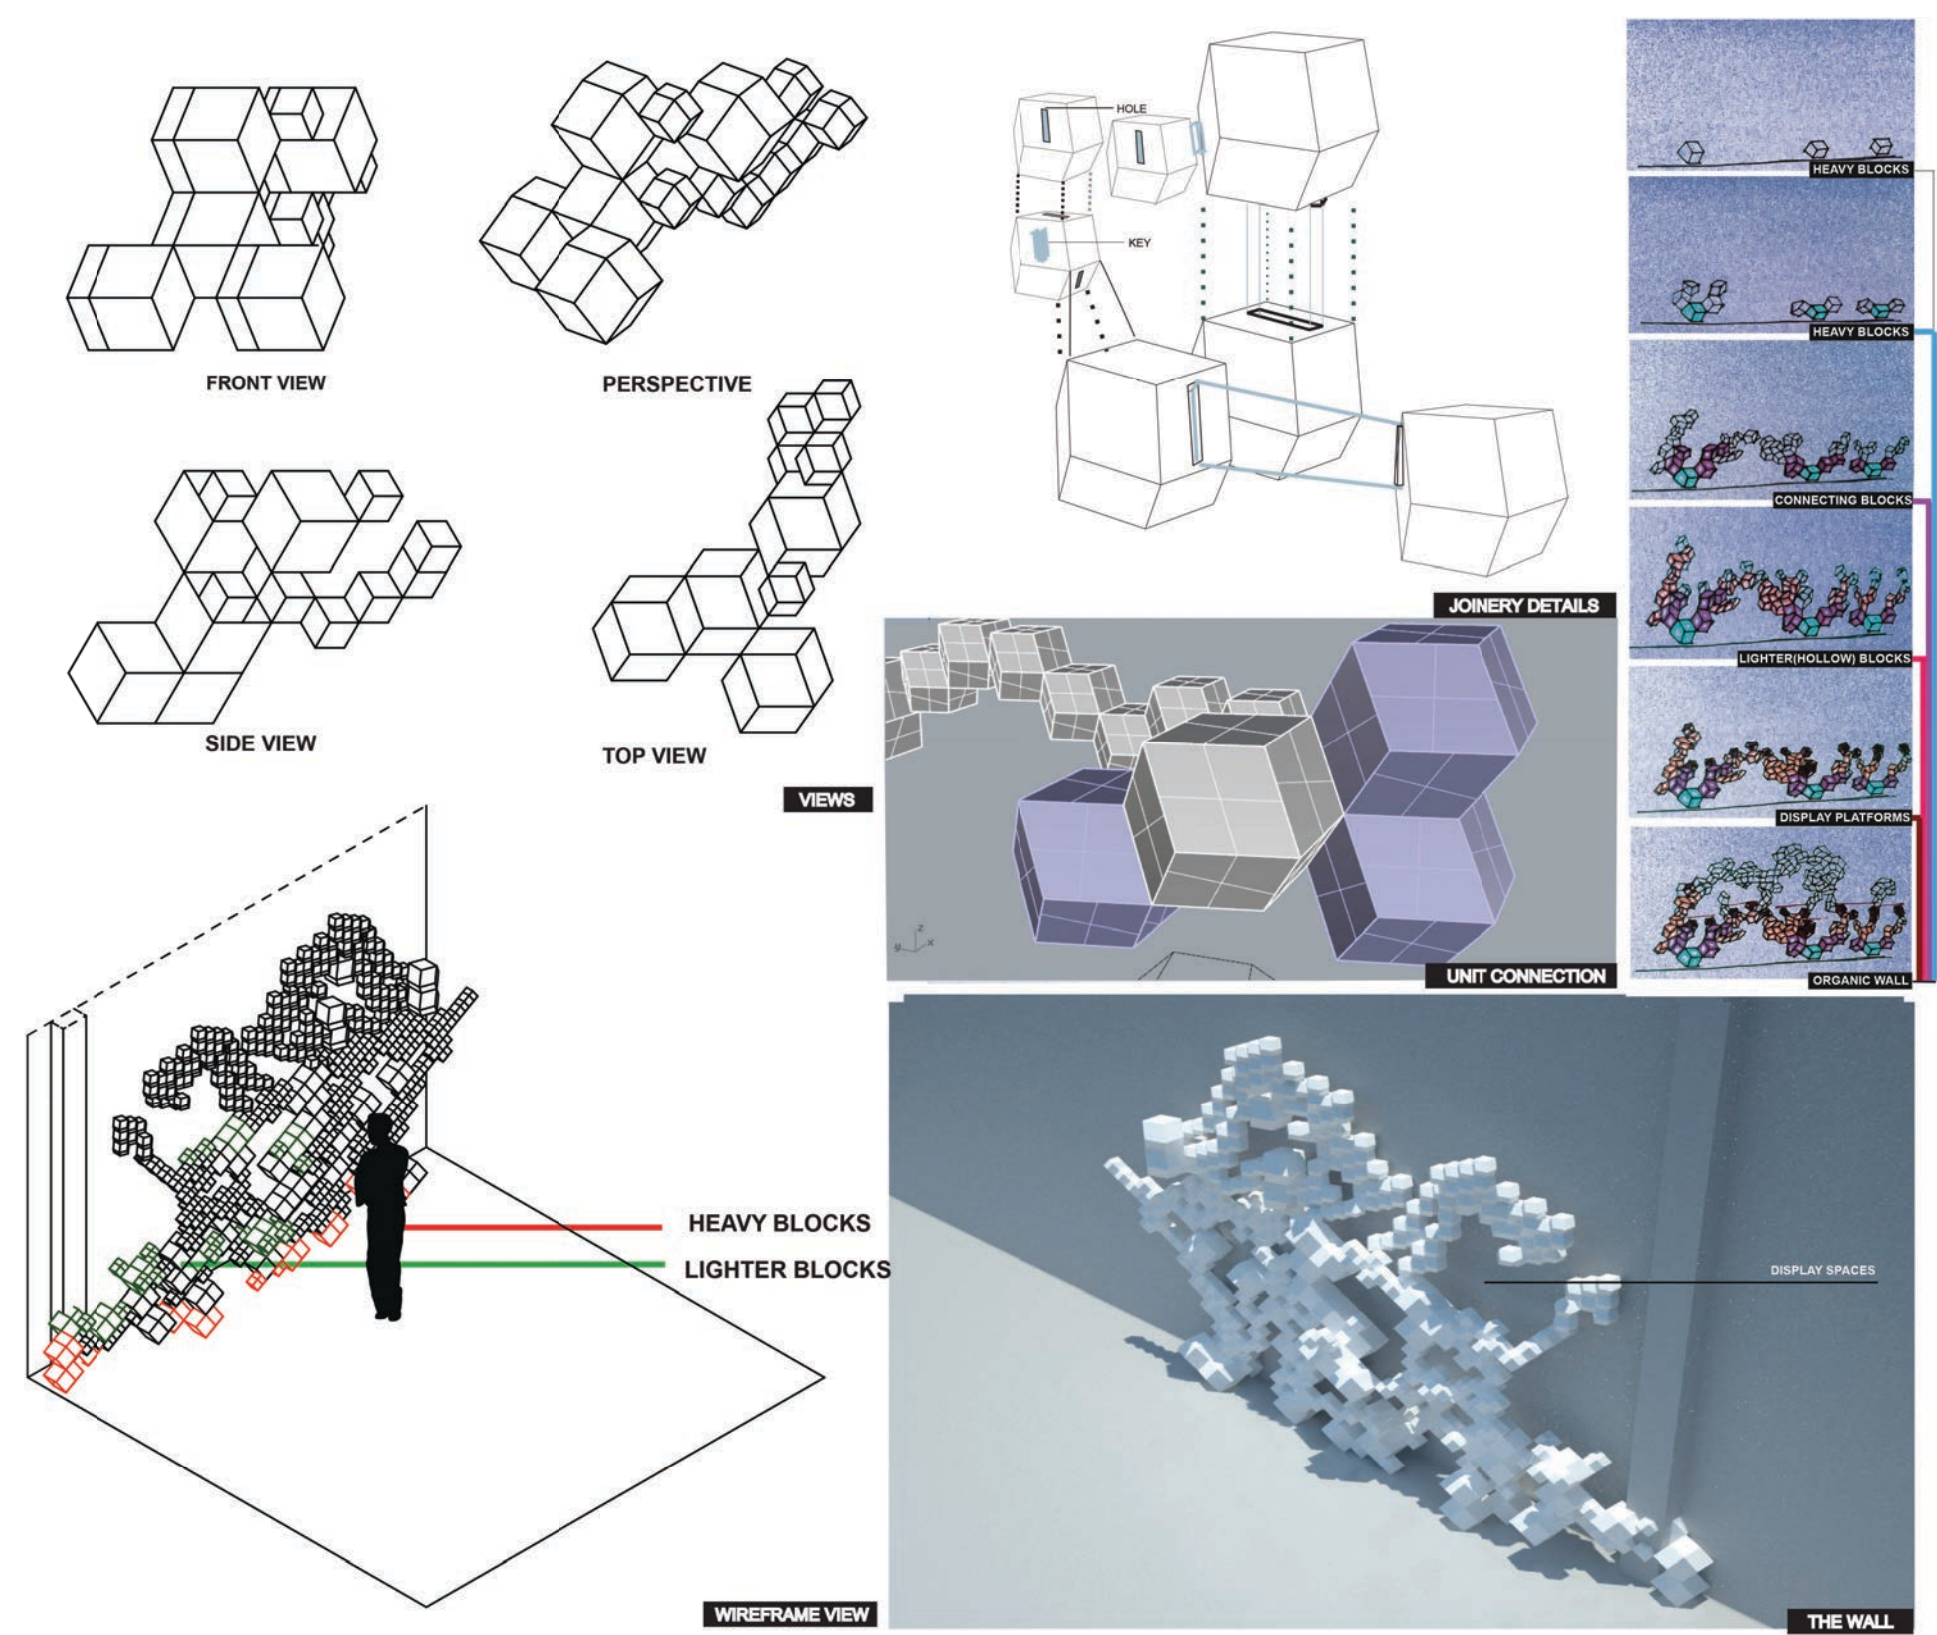 FRONT VIEW
PERSPECTIVE
SIDE VIEW
TOP VIEW
VIEWS
HOLE
KEY
JOINERY DETAILS
z
y
x
UNIT CONNECTION
HEAVY BLOCKS
HEAVY BLOCKS
CONNECTING BLOCKS
LIGHTER(HOLLOW) BLOCKS
DISPLAY PLATFORMS
ORGANIC WALL
HEAVY BLOCKS
LIGHTER BLOCKS
WIREFRAME VIEW
DISPLAY SPACES
THE WALL